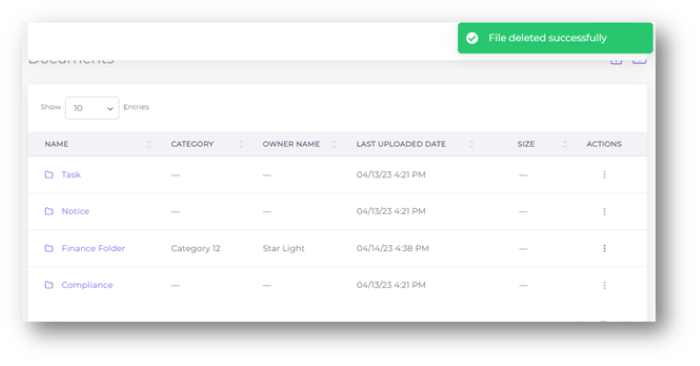 File deleted successfully
Documents
Show 10 Entries
NAME CATEGORY OWNER NAME LAST UPLOADED DATE SIZE ACTIONS
Task — — 04/13/23 4:21 PM —
Notice — — 04/13/23 4:21 PM —
Finance Folder Category 12 Star Light 04/14/23 4:38 PM —
Compliance — — 04/13/23 4:21 PM —